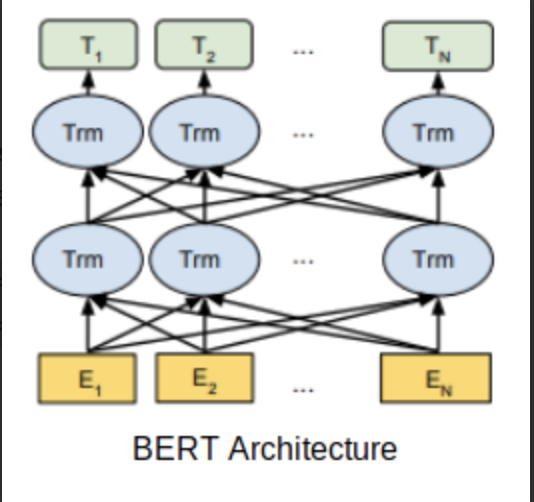 T1 T2 ... TN
Trm Trm ... Trm
Trm Trm ... Trm
E1 E2 ... EN
BERT Architecture